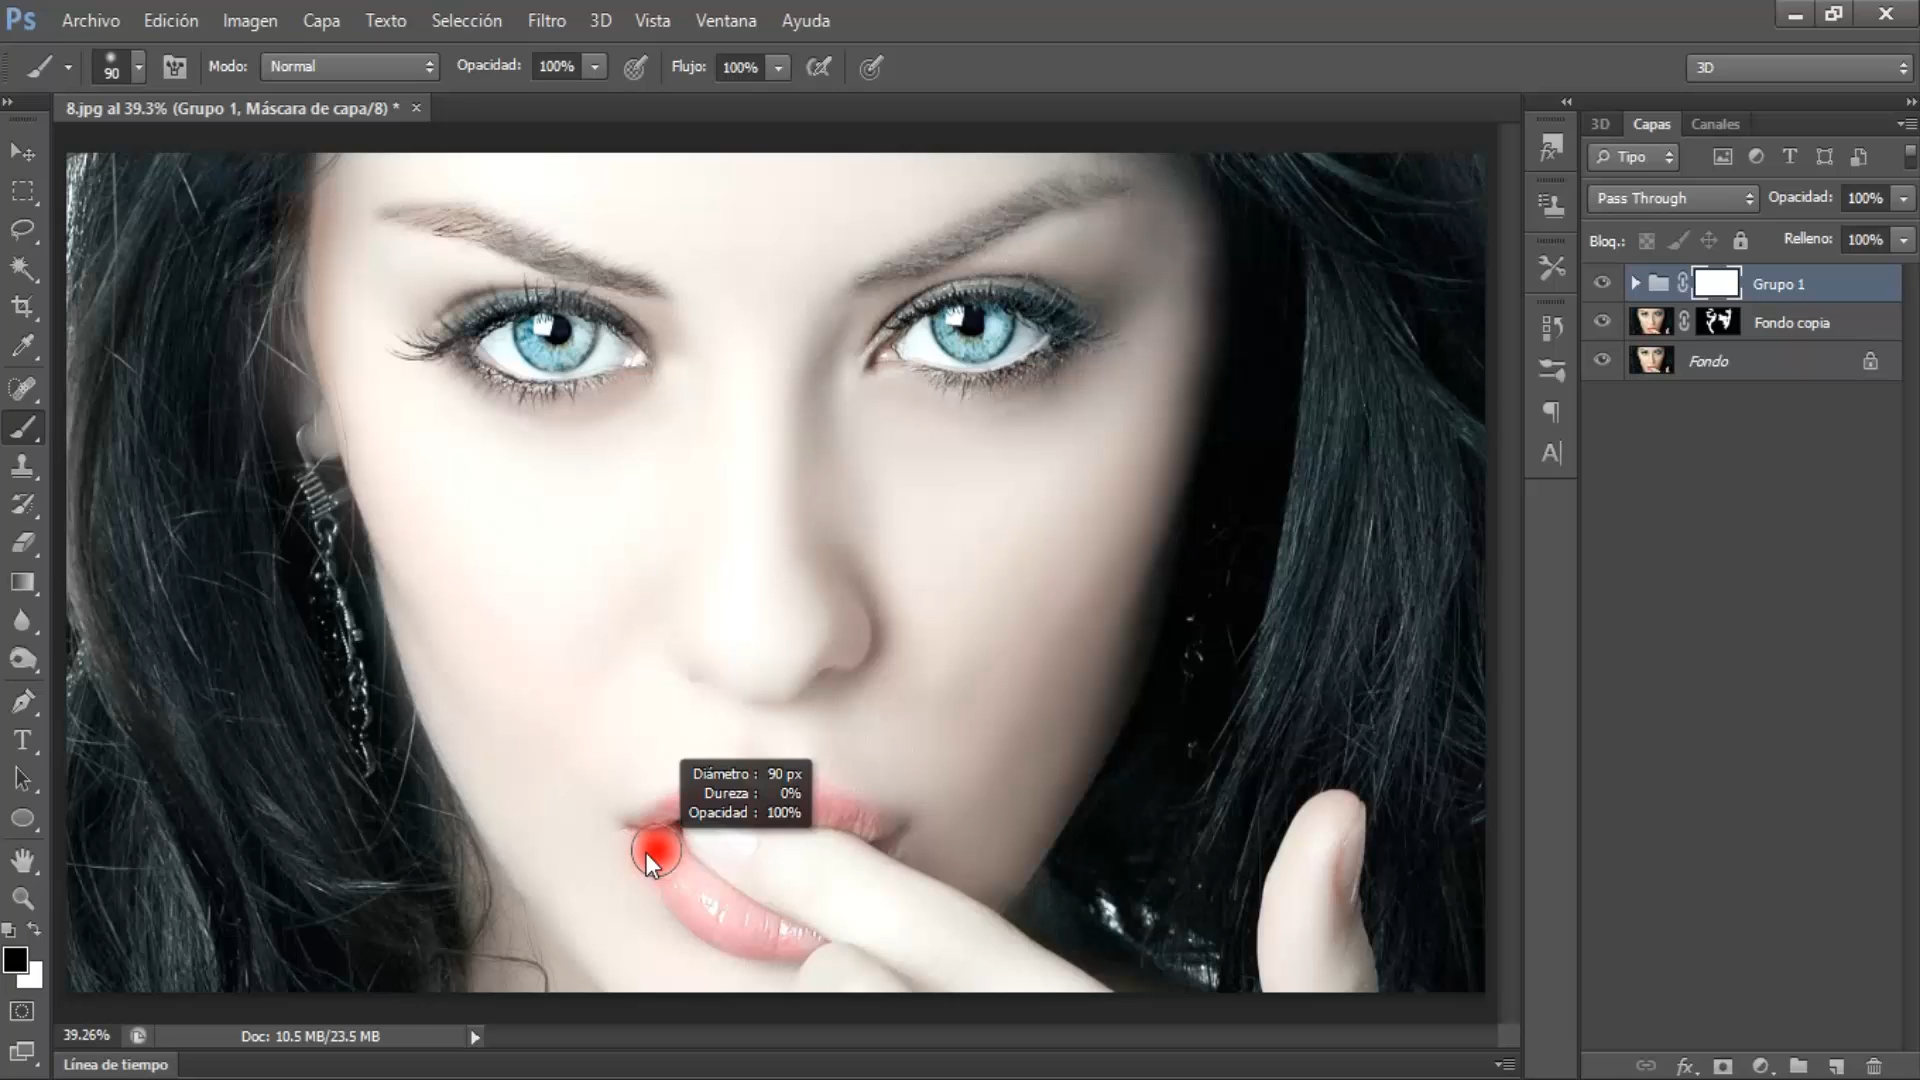 Ps Archivo Edición Imagen Capa Texto Selección Filtro 3D Vista Ventana Ayuda
90 Modo: Normal Opacidad: 100% Flujo: 100% 3D
8.jpg al 39.3% (Grupo 1, Máscara de capa/8) * ×
3D Capas Canales
Tipo
Pass Through Opacidad: 100%
Bloq.: Relleno: 100%
Grupo 1
Fondo copia
Fondo
Diámetro : 90 px
Dureza : 0%
Opacidad : 100%
39.26% Doc: 10.5 MB/23.5 MB
Línea de tiempo